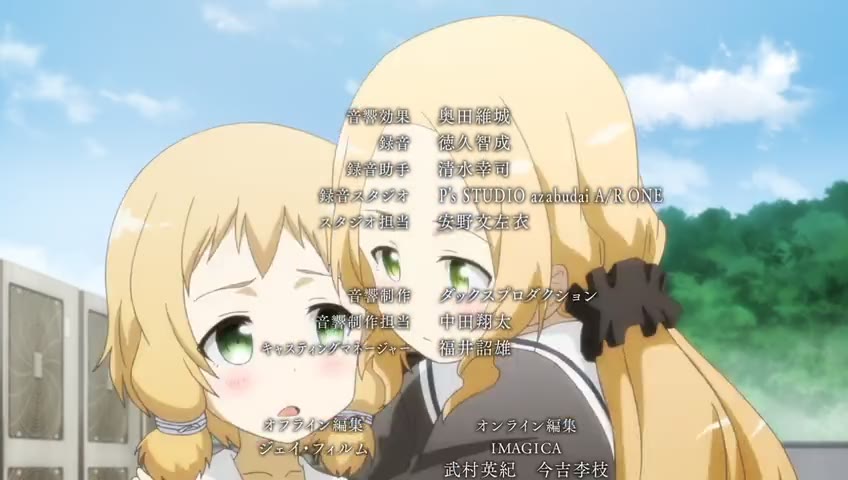 音響効果 奥田維城
録音 徳久智成
録音助手 清水幸司
録音スタジオ P's STUDIO azabudai A/R ONE
スタジオ担当 安野文左衣
音響制作 ダックスプロダクション
音響制作担当 中田翔太
キャスティングマネージャー 福井詔雄
オフライン編集 オンライン編集
ジェイ・フィルム IMAGICA
武村英紀 今吉李枝